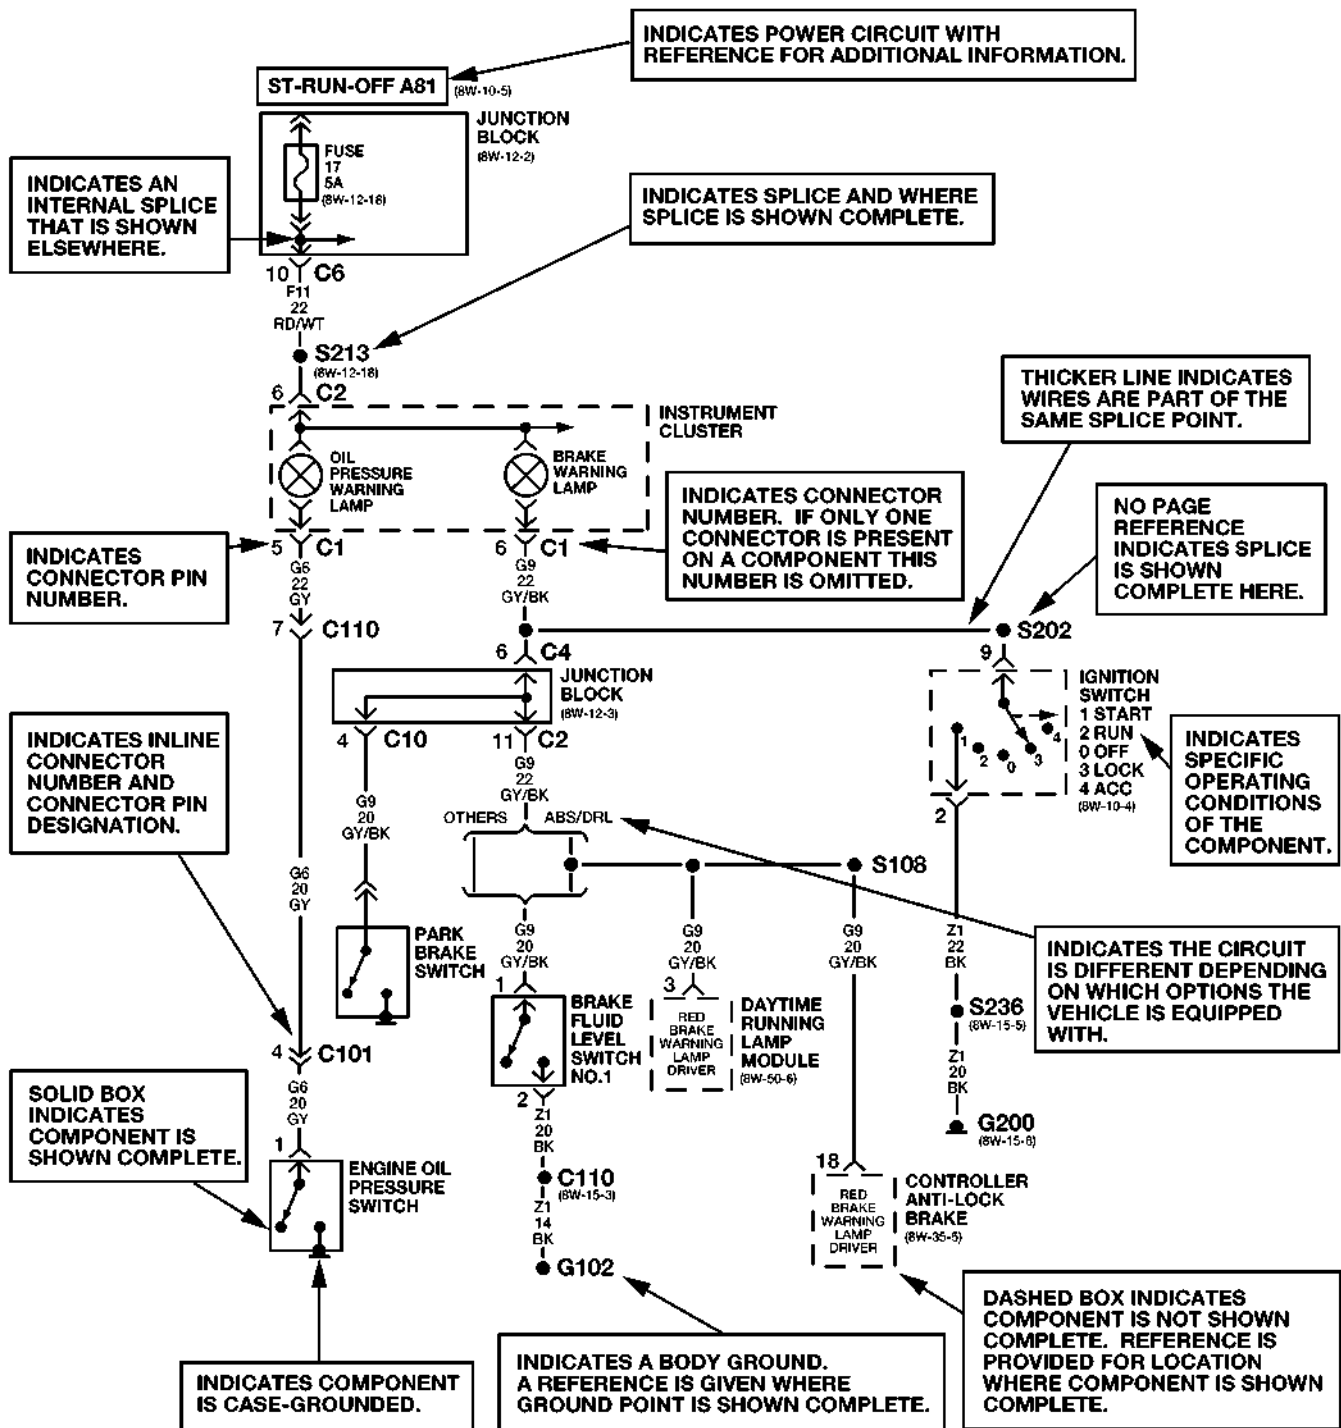 INDICATES POWER CIRCUIT WITH
REFERENCE FOR ADDITIONAL INFORMATION.
ST-RUN-OFF A81 (8W-10-5)
JUNCTION
BLOCK
(8W-12-2)
FUSE
17
5A
(8W-12-18)
INDICATES AN
INTERNAL SPLICE
THAT IS SHOWN
ELSEWHERE.
INDICATES SPLICE AND WHERE
SPLICE IS SHOWN COMPLETE.
10 C6
F11
22
RD/WT
S213
(8W-12-18)
6 C2
INSTRUMENT
CLUSTER
OIL
PRESSURE
WARNING
LAMP
BRAKE
WARNING
LAMP
THICKER LINE INDICATES
WIRES ARE PART OF THE
SAME SPLICE POINT.
INDICATES CONNECTOR
NUMBER. IF ONLY ONE
CONNECTOR IS PRESENT
ON A COMPONENT THIS
NUMBER IS OMITTED.
NO PAGE
REFERENCE
INDICATES SPLICE
IS SHOWN
COMPLETE HERE.
INDICATES
CONNECTOR PIN
NUMBER.
5 C1
G6
22
GY
7 C110
6 C1
G9
22
GY/BK
S202
6 C4
JUNCTION
BLOCK
(8W-12-3)
4 C10
11 C2
9
IGNITION
SWITCH
1 START
2 RUN
0 OFF
3 LOCK
4 ACC
(8W-10-4)
1
2
0
3
4
2
INDICATES
SPECIFIC
OPERATING
CONDITIONS
OF THE
COMPONENT.
INDICATES INLINE
CONNECTOR
NUMBER AND
CONNECTOR PIN
DESIGNATION.
G9
20
GY/BK
G9
22
GY/BK
OTHERS ABS/DRL
S108
G6
20
GY
PARK
BRAKE
SWITCH
G9
20
GY/BK
G9
20
GY/BK
G9
20
GY/BK
Z1
22
BK
INDICATES THE CIRCUIT
IS DIFFERENT DEPENDING
ON WHICH OPTIONS THE
VEHICLE IS EQUIPPED
WITH.
1
BRAKE
FLUID
LEVEL
SWITCH
NO.1
3
RED
BRAKE
WARNING
LAMP
DRIVER
DAYTIME
RUNNING
LAMP
MODULE
(8W-50-6)
S236
(8W-15-5)
Z1
20
BK
G200
(8W-15-6)
4 C101
G6
20
GY
SOLID BOX
INDICATES
COMPONENT IS
SHOWN COMPLETE.
1
ENGINE OIL
PRESSURE
SWITCH
2
Z1
20
BK
C110
(8W-15-3)
Z1
14
BK
G102
18
RED
BRAKE
WARNING
LAMP
DRIVER
CONTROLLER
ANTI-LOCK
BRAKE
(8W-35-5)
INDICATES COMPONENT
IS CASE-GROUNDED.
INDICATES A BODY GROUND.
A REFERENCE IS GIVEN WHERE
GROUND POINT IS SHOWN COMPLETE.
DASHED BOX INDICATES
COMPONENT IS NOT SHOWN
COMPLETE. REFERENCE IS
PROVIDED FOR LOCATION
WHERE COMPONENT IS SHOWN
COMPLETE.